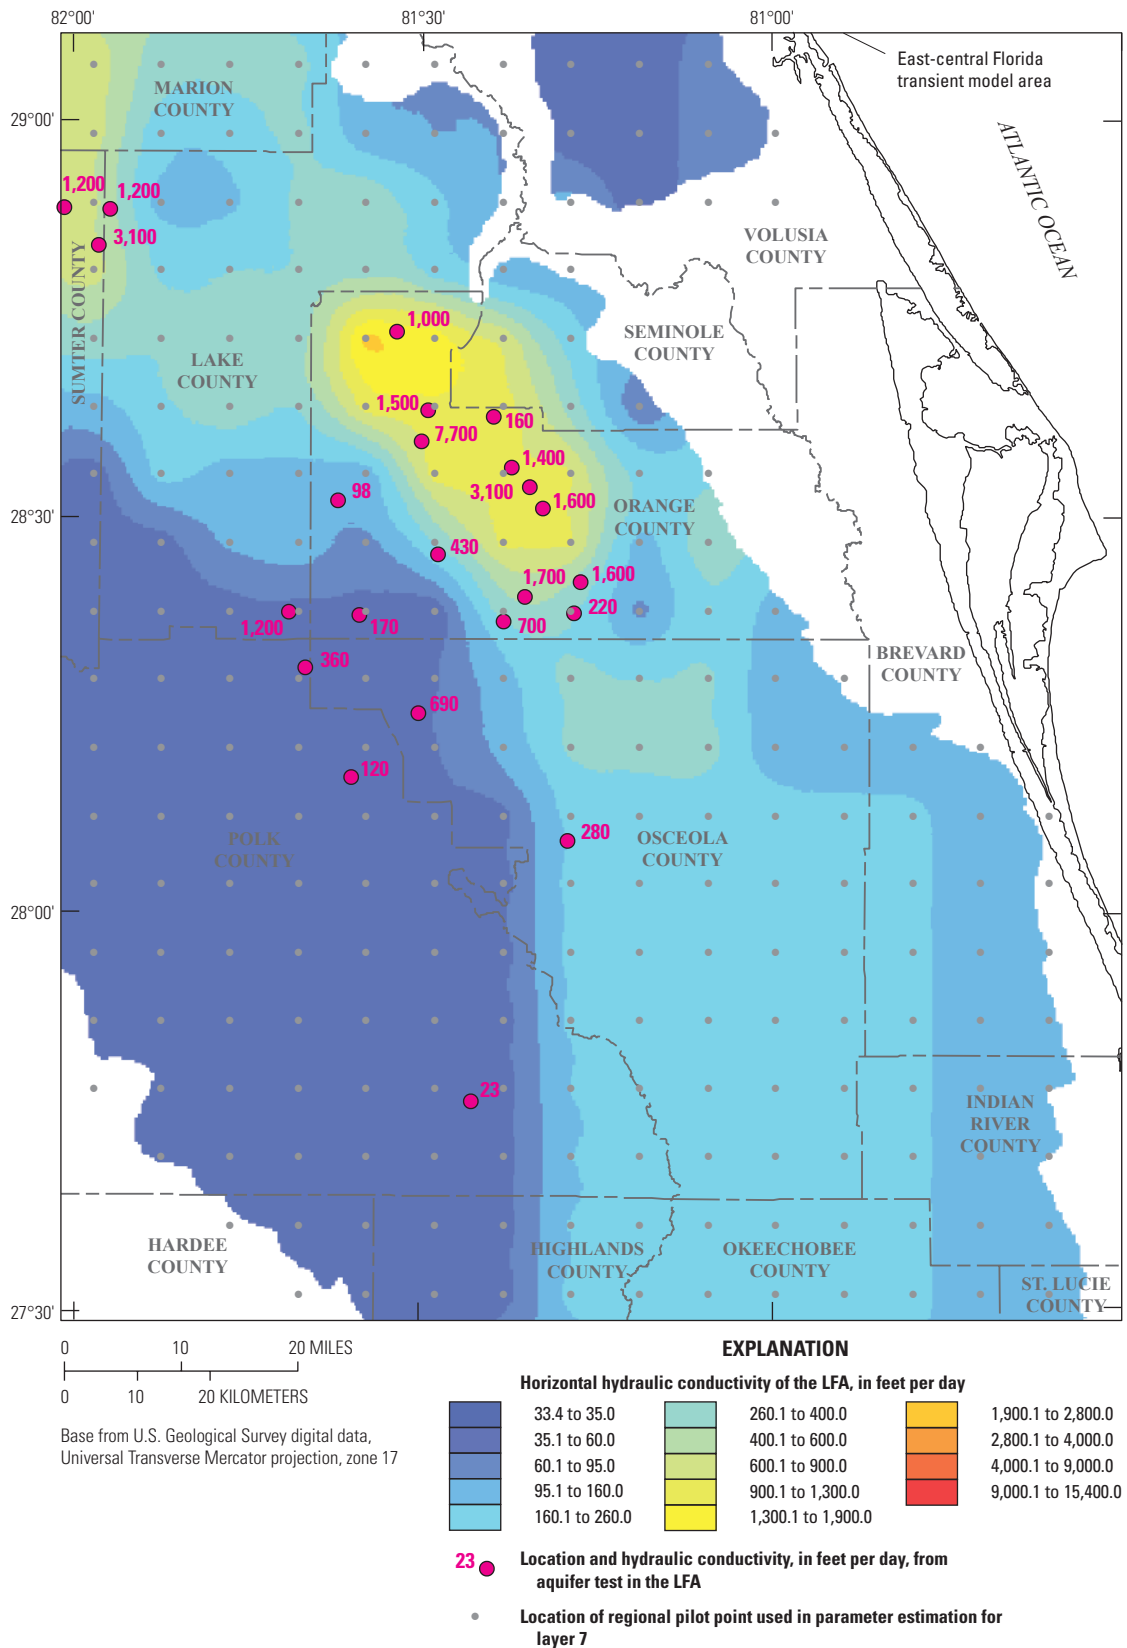 82°00'
81°30'
81°00'
East-central Florida
transient model area
MARION
COUNTY
29°00'
ATLANTIC OCEAN
1,200
1,200
3,100
VOLUSIA
COUNTY
SUMTER COUNTY
1,000
SEMINOLE
COUNTY
LAKE
COUNTY
1,500
160
7,700
1,400
98
3,100
1,600
ORANGE
COUNTY
28°30'
430
1,700
1,600
220
1,200
170
700
360
BREVARD
COUNTY
690
120
280
POLK
COUNTY
OSCEOLA
COUNTY
28°00'
23
INDIAN
RIVER
COUNTY
HARDEE
COUNTY
HIGHLANDS
COUNTY
OKEECHOBEE
COUNTY
ST. LUCIE
COUNTY
27°30'
0 10 20 MILES
0 10 20 KILOMETERS
Base from U.S. Geological Survey digital data,
Universal Transverse Mercator projection, zone 17
EXPLANATION
Horizontal hydraulic conductivity of the LFA, in feet per day
33.4 to 35.0
35.1 to 60.0
60.1 to 95.0
95.1 to 160.0
160.1 to 260.0
260.1 to 400.0
400.1 to 600.0
600.1 to 900.0
900.1 to 1,300.0
1,300.1 to 1,900.0
1,900.1 to 2,800.0
2,800.1 to 4,000.0
4,000.1 to 9,000.0
9,000.1 to 15,400.0
23
Location and hydraulic conductivity, in feet per day, from
aquifer test in the LFA
Location of regional pilot point used in parameter estimation for
layer 7